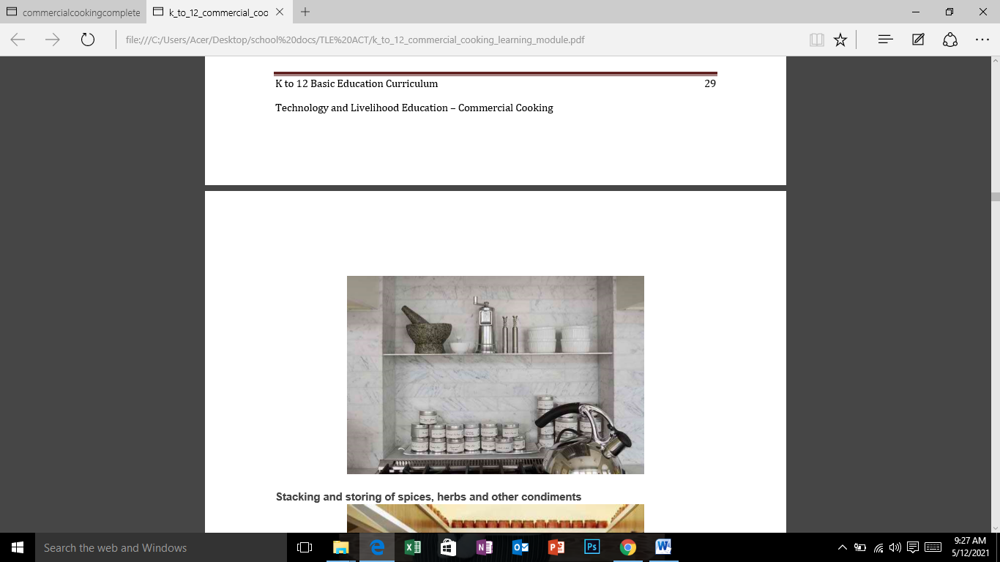 commercialcookingcomplete
k_to_12_commercial_coo
file:///C:/Users/Acer/Desktop/school%20docs/TLE%20ACT/k_to_12_commercial_cooking_learning_module.pdf
K to 12 Basic Education Curriculum 29
Technology and Livelihood Education – Commercial Cooking
Stacking and storing of spices, herbs and other condiments
Search the web and Windows
9:27 AM
5/12/2021